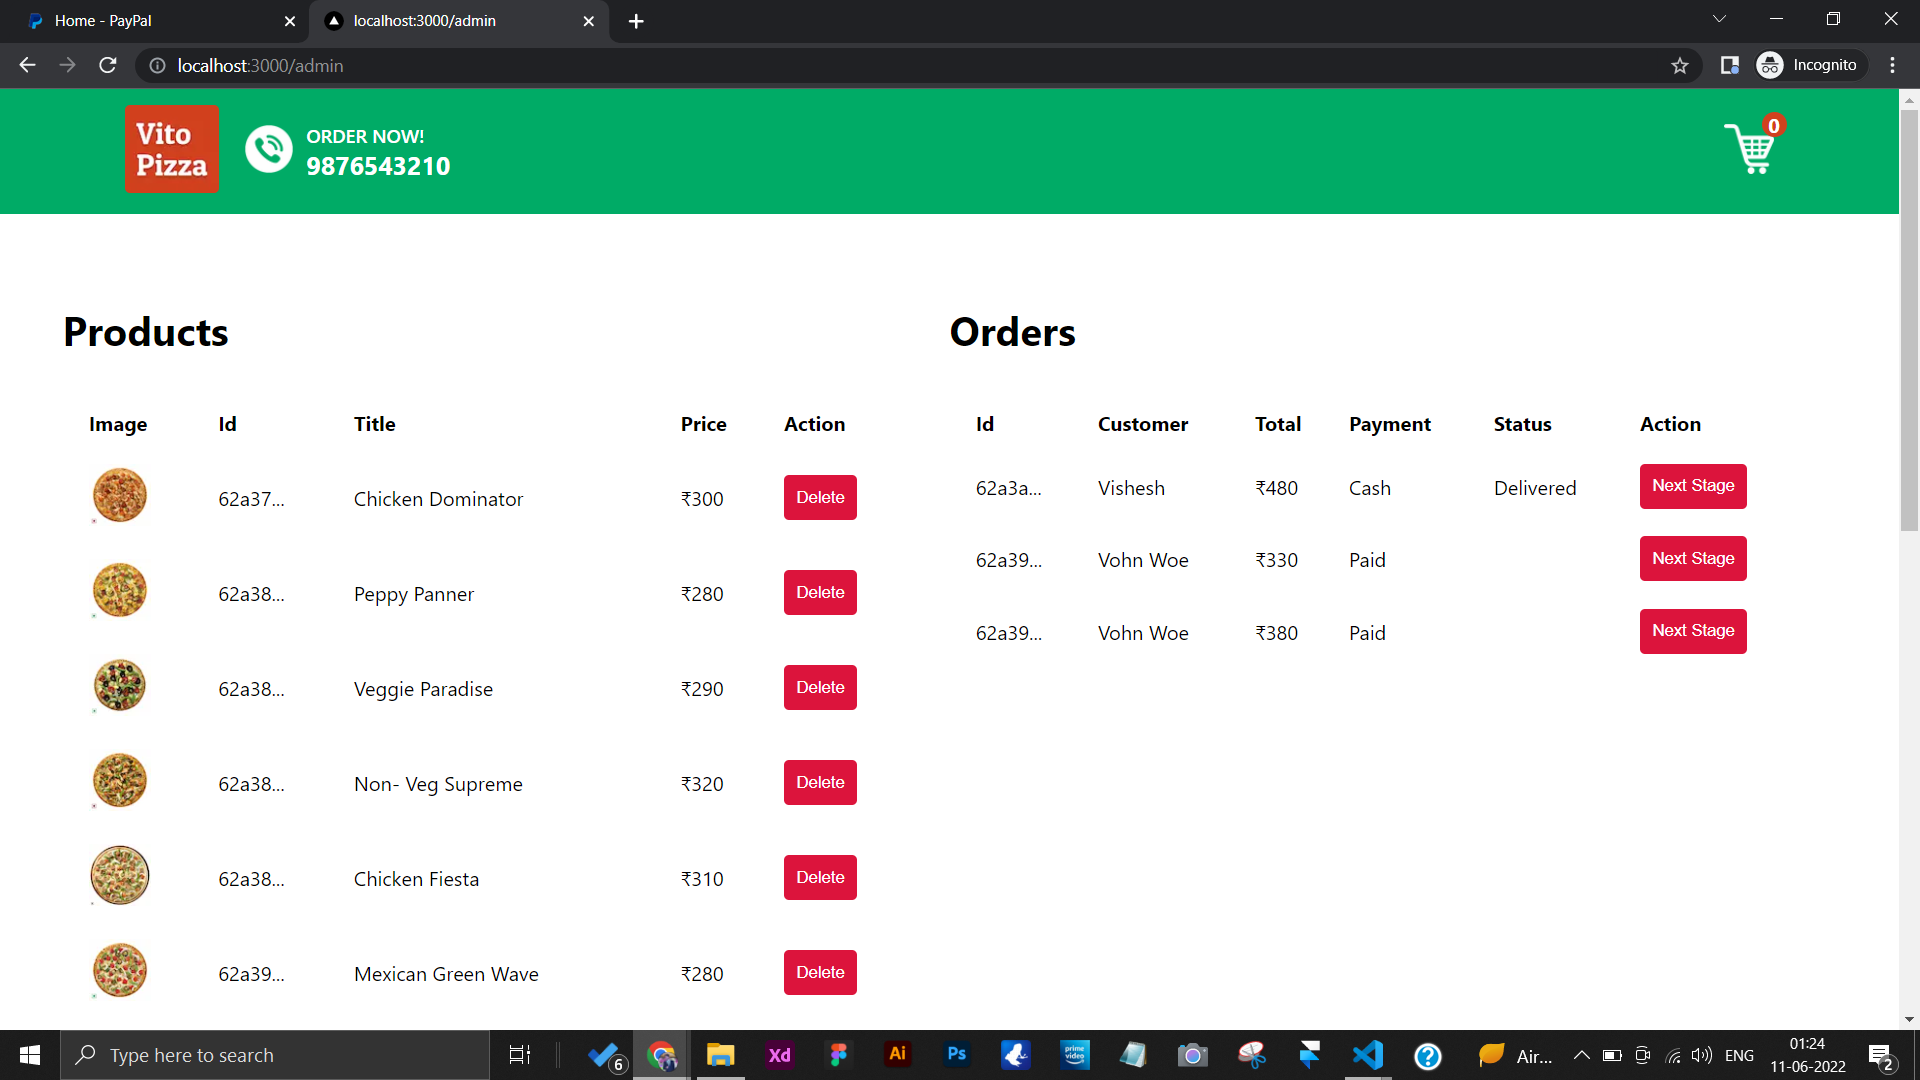 Home - PayPal
localhost:3000/admin
localhost:3000/admin
Incognito
Vito
Pizza
ORDER NOW!
9876543210
0
Products
Image Id Title Price Action
62a37... Chicken Dominator ₹300 Delete
62a38... Peppy Panner ₹280 Delete
62a38... Veggie Paradise ₹290 Delete
62a38... Non- Veg Supreme ₹320 Delete
62a38... Chicken Fiesta ₹310 Delete
62a39... Mexican Green Wave ₹280 Delete
Orders
Id Customer Total Payment Status Action
62a3a... Vishesh ₹480 Cash Delivered Next Stage
62a39... Vohn Woe ₹330 Paid Next Stage
62a39... Vohn Woe ₹380 Paid Next Stage
Type here to search
6
Xd
Ai
Ps
prime video
Air...
ENG
01:24
11-06-2022
2